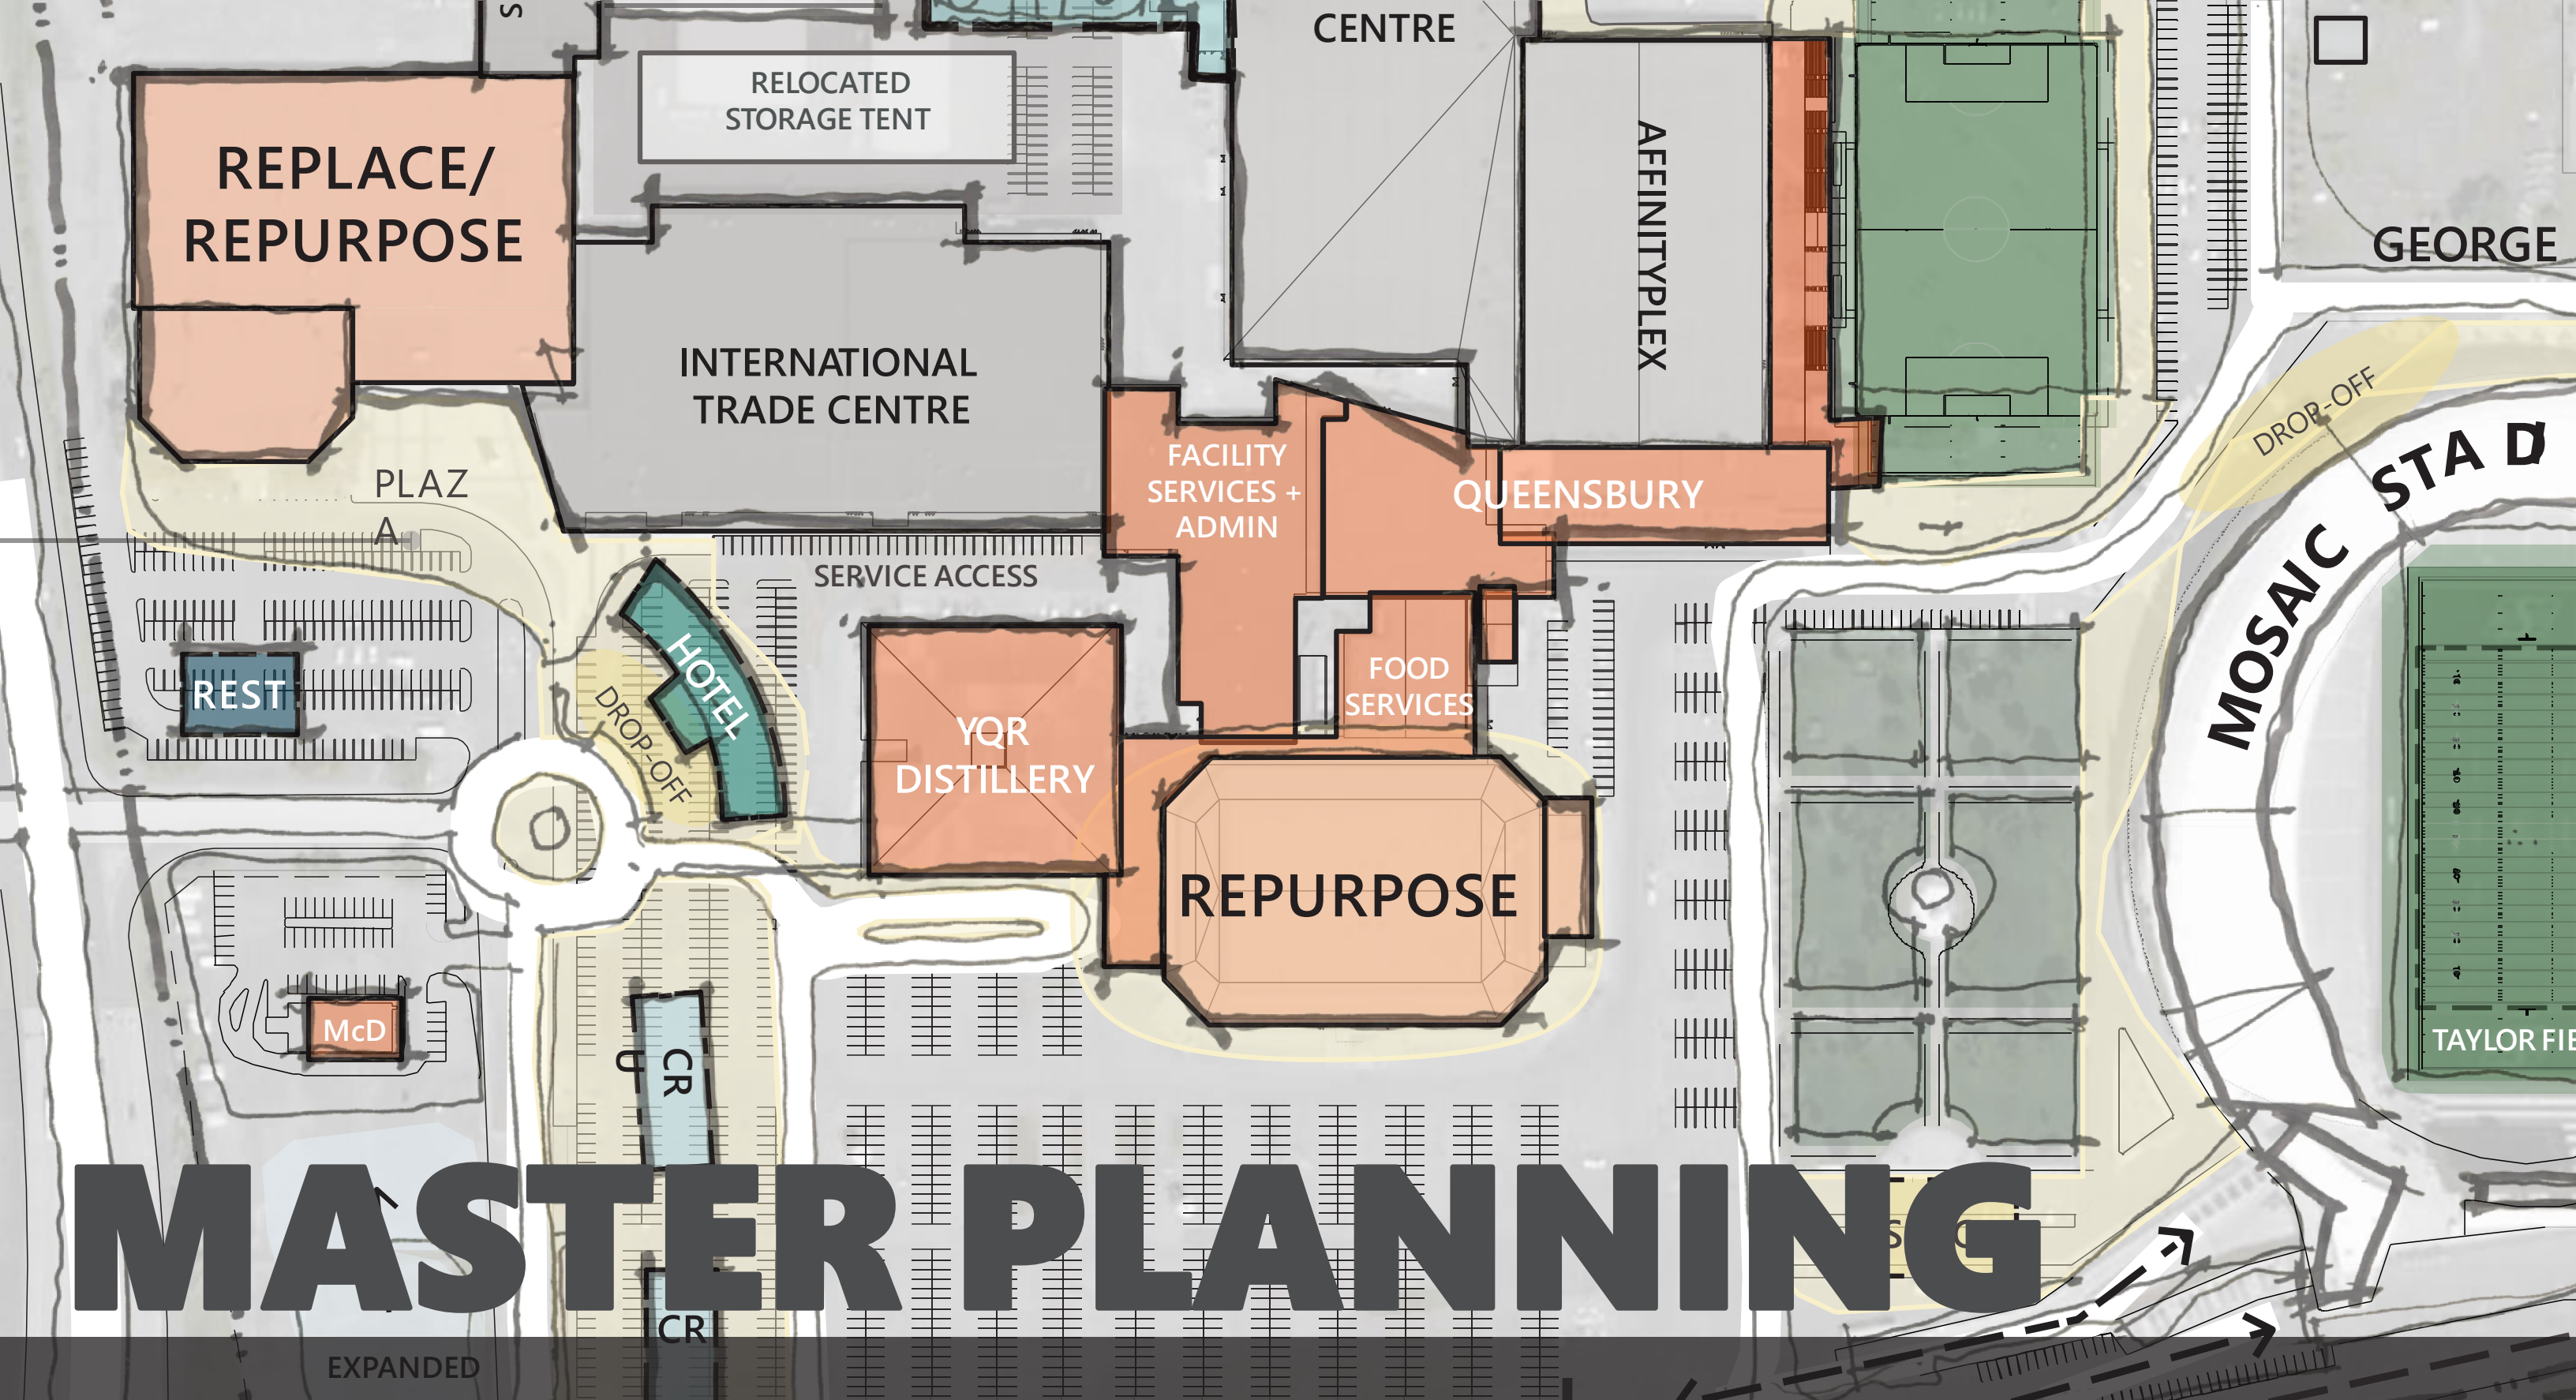 S
CENTRE
RELOCATED
STORAGE TENT
REPLACE/
REPURPOSE
AFFINITYPLEX
GEORGE
INTERNATIONAL
TRADE CENTRE
DROP-OFF
MOSAIC STAD
PLAZ
A
FACILITY
SERVICES +
ADMIN
QUEENSBURY
SERVICE ACCESS
HOTEL
REST
DROP-OFF
FOOD
SERVICES
YQR
DISTILLERY
REPURPOSE
McD
CR
U
TAYLOR FIE
MASTER PLANNING
CR
EXPANDED